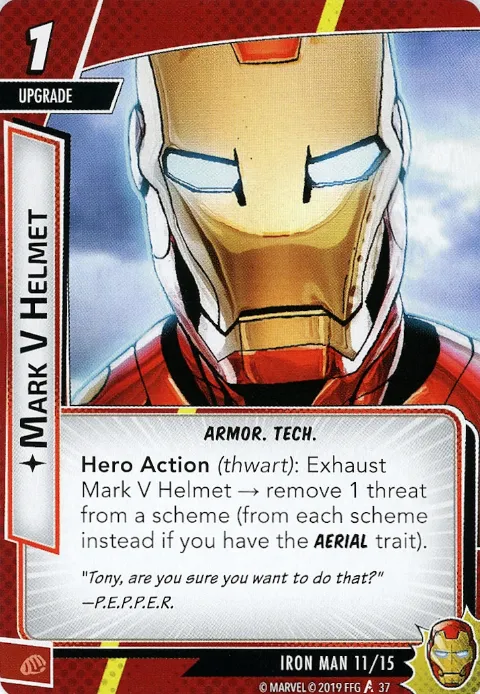 1
UPGRADE
MARK V HELMET
ARMOR. TECH.
Hero Action (thwart): Exhaust
Mark V Helmet → remove 1 threat
from a scheme (from each scheme
instead if you have the AERIAL trait).
"Tony, are you sure you want to do that?"
—P.E.P.P.E.R.
IRON MAN 11/15
© MARVEL © 2019 FFG 37